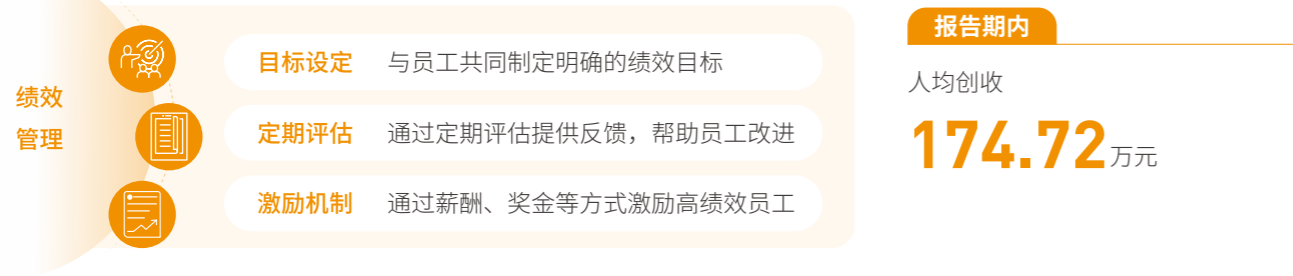 绩效
管理
目标设定 与员工共同制定明确的绩效目标
定期评估 通过定期评估提供反馈，帮助员工改进
激励机制 通过薪酬、奖金等方式激励高绩效员工
报告期内
人均创收
174.72万元